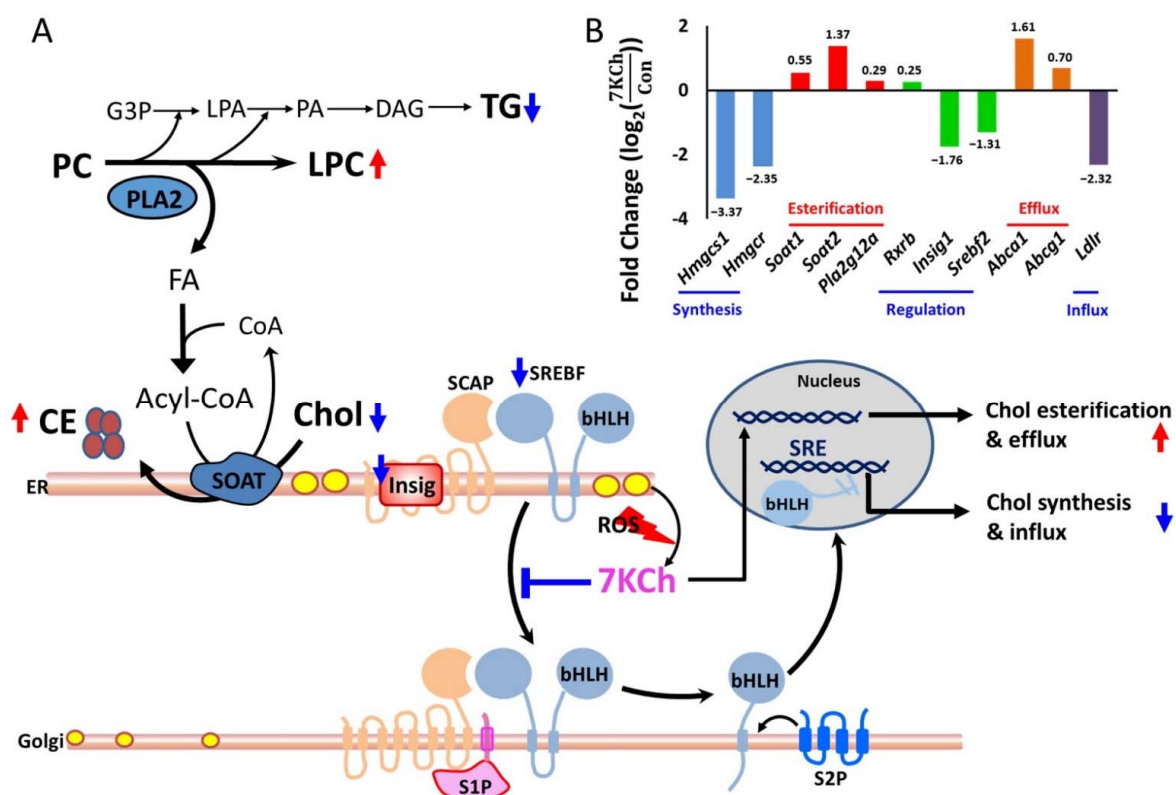 A
G3P LPA PA DAG TG
PC LPC
PLA2
FA
CoA
Acyl-CoA
CE
Chol
SOAT
ER
Insig
SCAP
SREBF
bHLH
ROS
7KCh
Nucleus
SRE
bHLH
Chol esterification
& efflux
Chol synthesis
& influx
bHLH
bHLH
Golgi
S1P
S2P
B
Fold Change (log2(7KCh/Con))
2
0
-2
-4
−3.37
−2.35
0.55
1.37
0.29
0.25
−1.76
−1.31
1.61
0.70
−2.32
Esterification
Efflux
Hmgcs1 Hmgcr Soat1 Soat2 Pla2g12a Rxrb Insig1 Srebf2 Abca1 Abcg1 Ldlr
Synthesis Regulation Influx